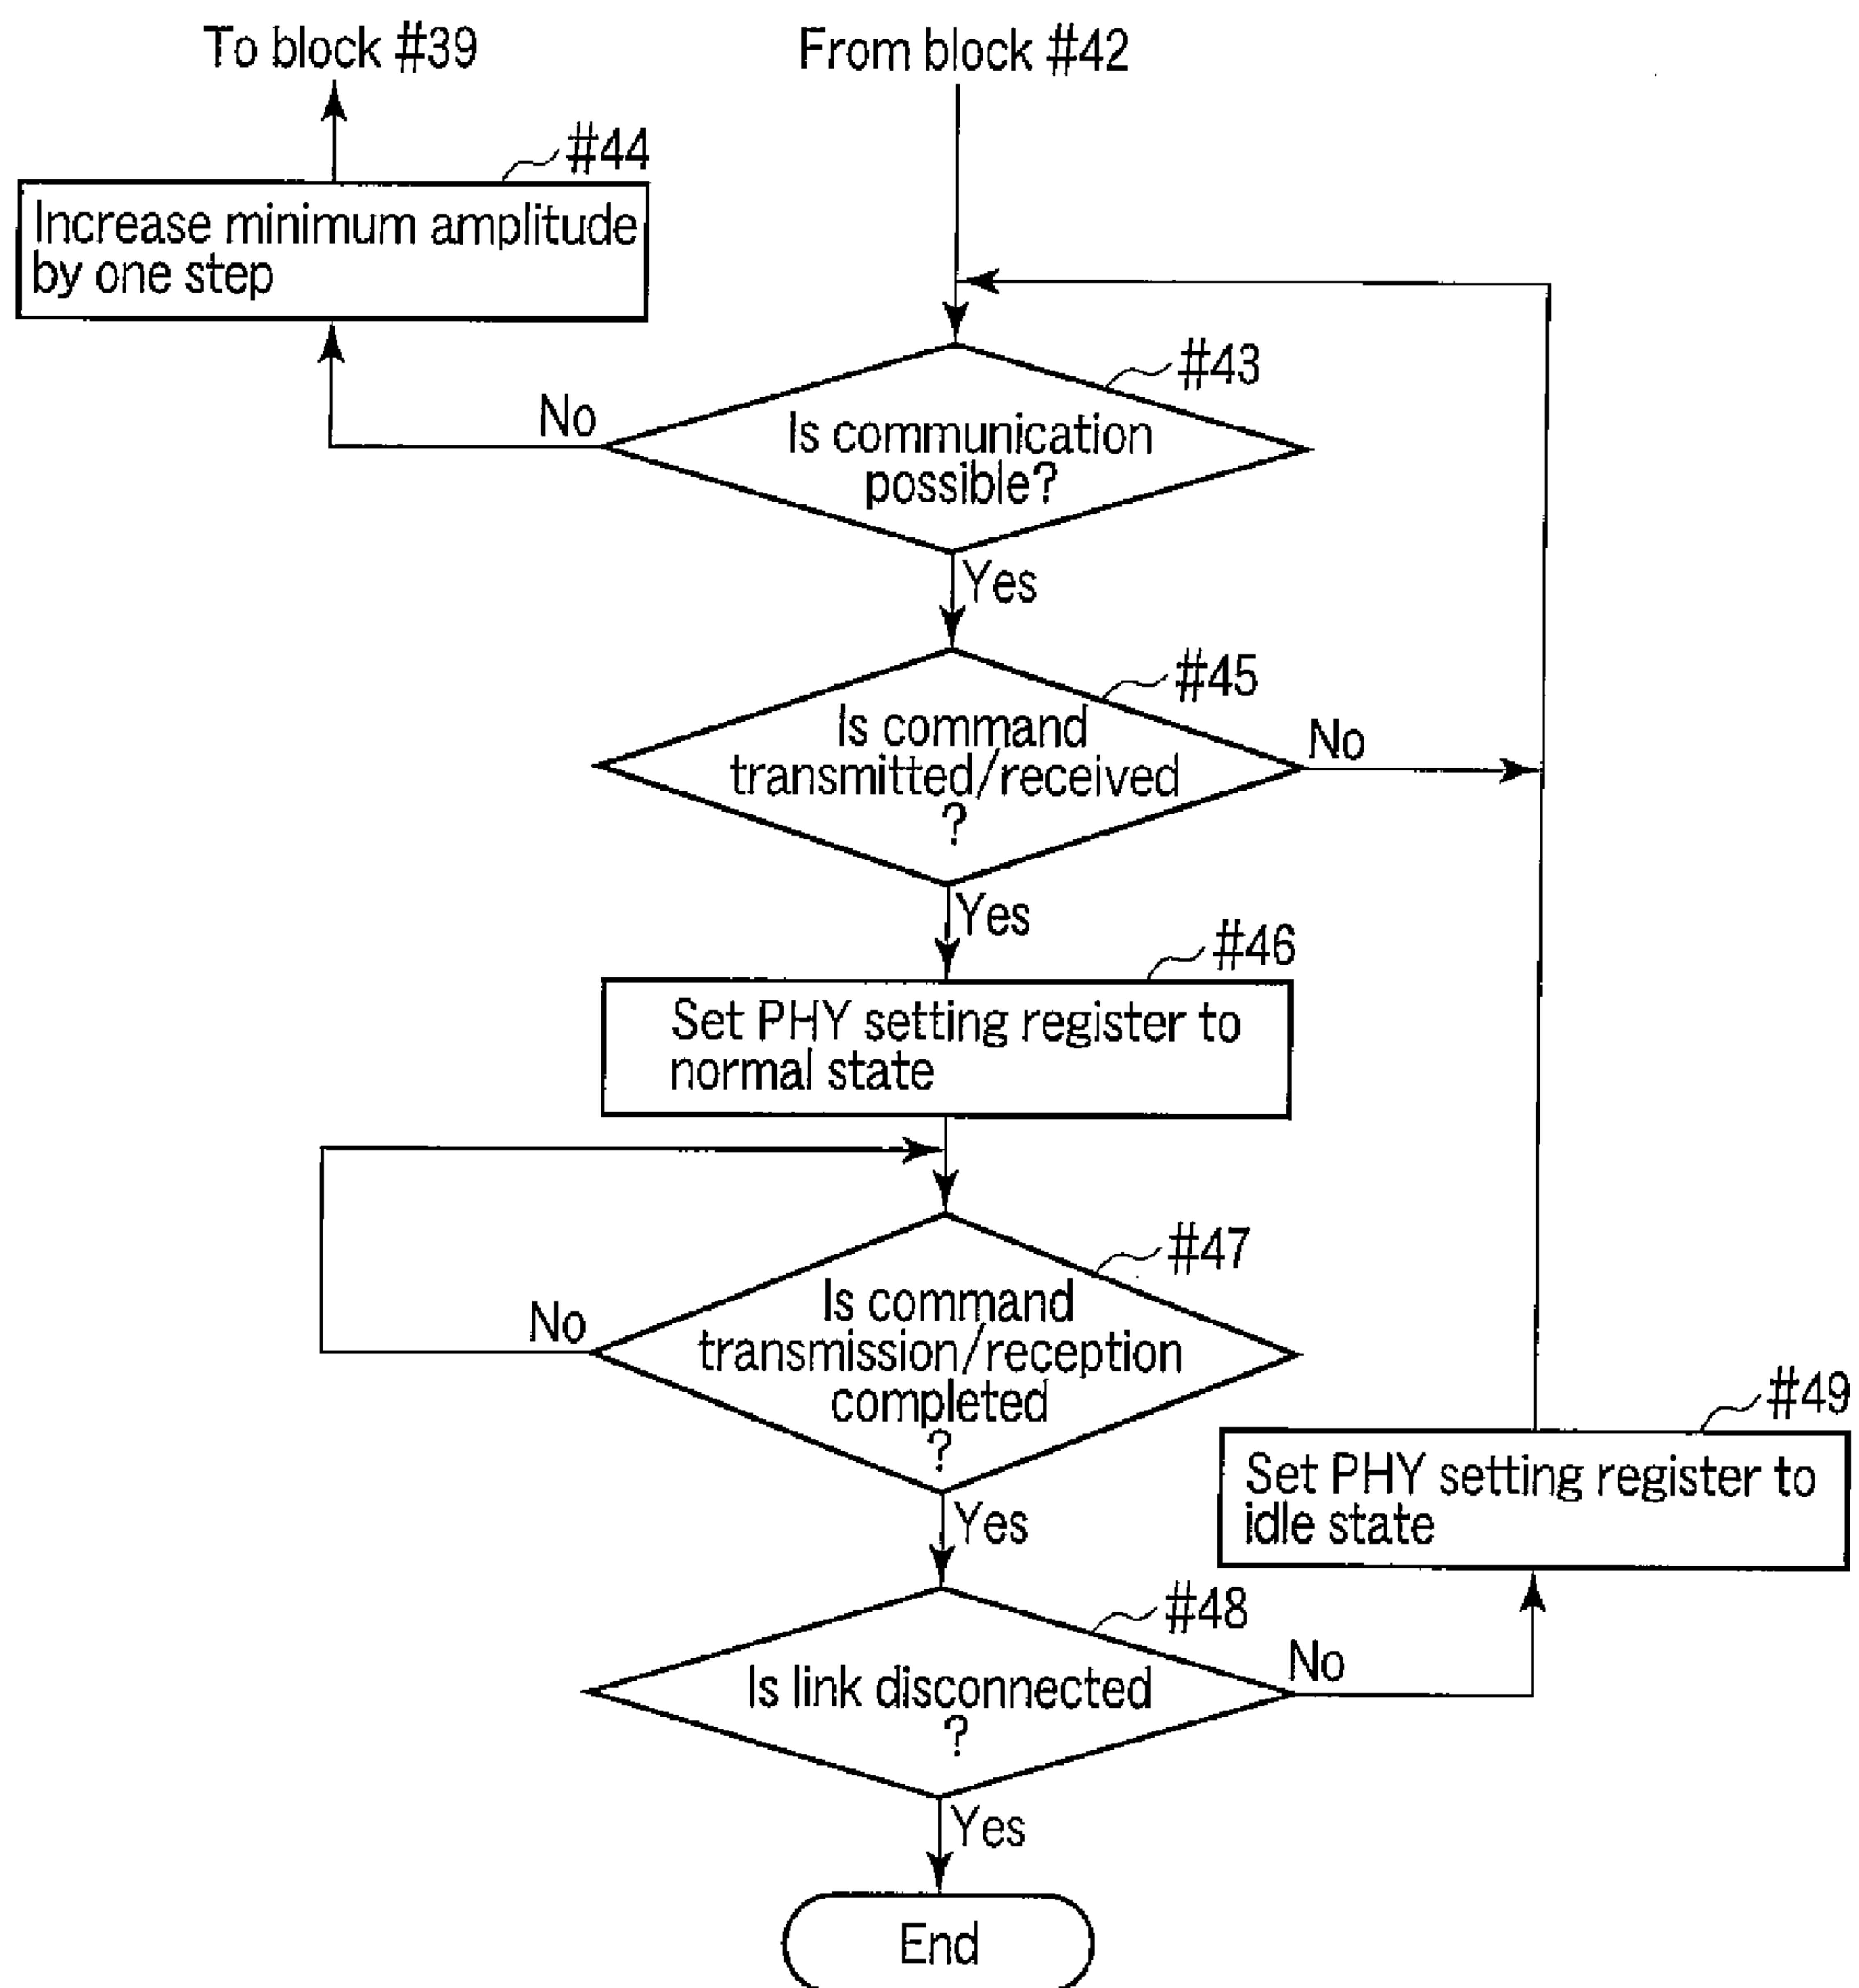 To block #39
From block #42
#44
Increase minimum amplitude
by one step
#43
No
Is communication
possible?
Yes
#45
Is command
transmitted/received
?
No
Yes
#46
Set PHY setting register to
normal state
#47
Is command
transmission/reception
completed
?
No
Yes
#49
Set PHY setting register to
idle state
#48
Is link disconnected
?
No
Yes
End